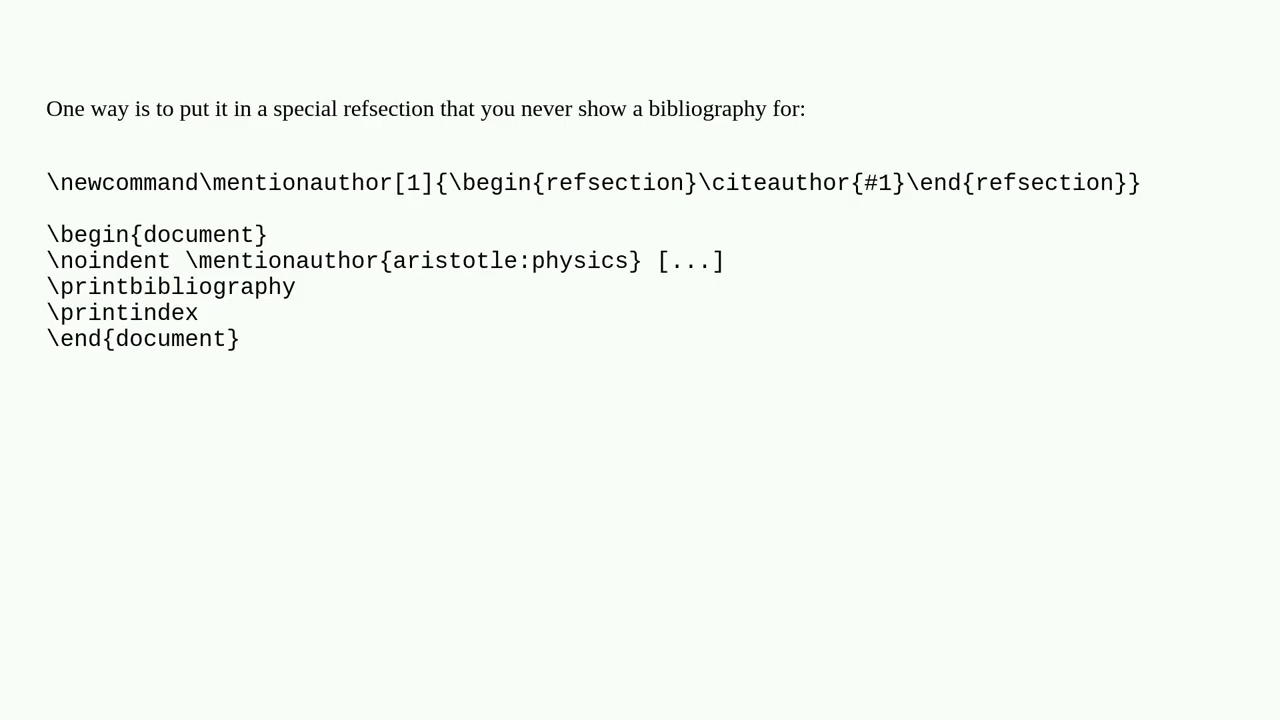 One way is to put it in a special refsection that you never show a bibliography for:
\newcommand\mentionauthor[1]{\begin{refsection}\citeauthor{#1}\end{refsection}}
\begin{document}
\noindent \mentionauthor{aristotle:physics} [...]
\printbibliography
\printindex
\end{document}